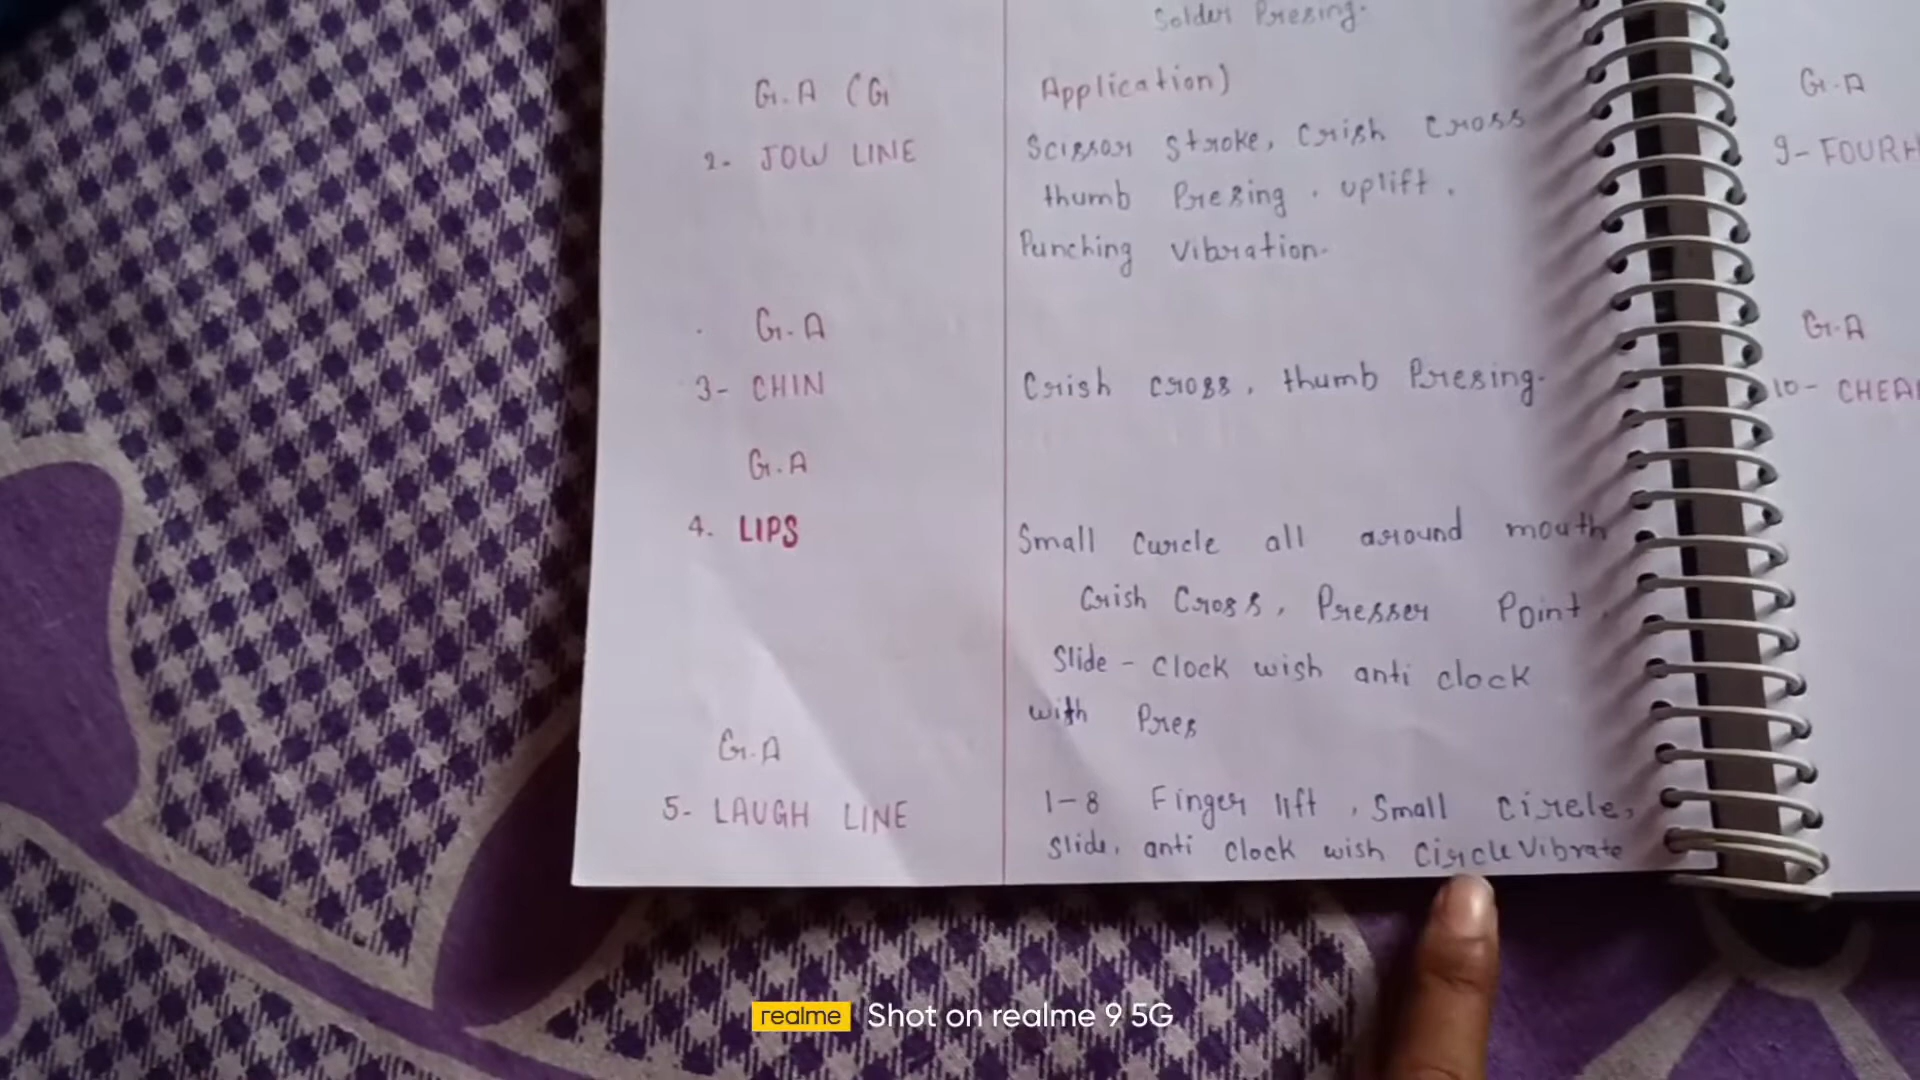 Solder Presing.
G.A (G Application)
2- JOW LINE Scissor stroke, Crish Cross
thumb Presing, uplift,
Punching Vibration.
G.A
3- CHIN Crish cross, thumb Presing.
G.A
4. LIPS Small Curcle all around mouth
Crish Cross, Presser Point
Slide - clock wish anti clock
with Pres
G.A
5- LAUGH LINE 1-8 Finger lift, Small Circle,
Slide, anti clock wish Circle Vibrate
G.A
9- FOURH
G.A
10- CHEA
realme Shot on realme 9 5G